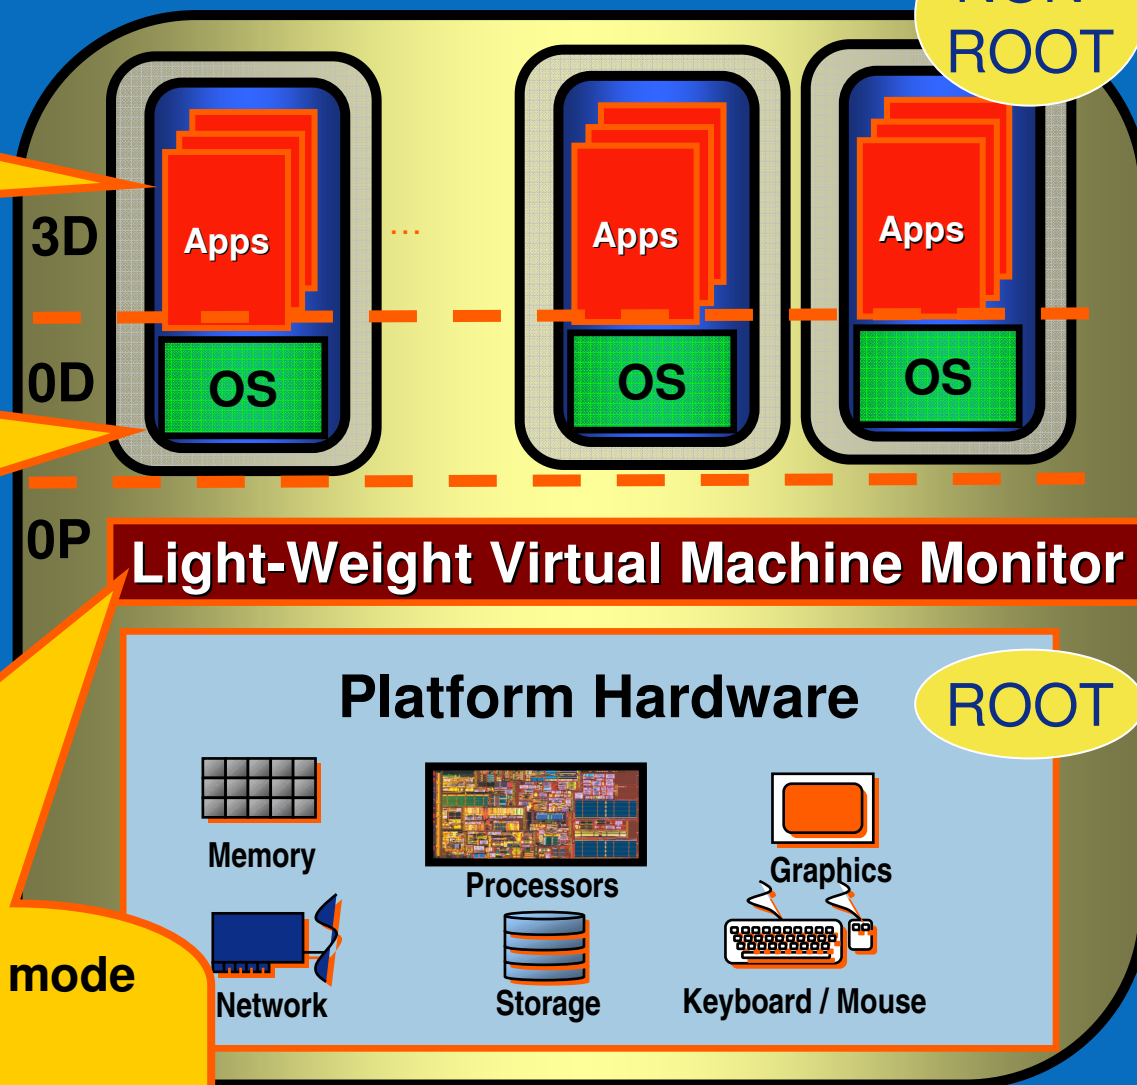 ROOT
3D
Apps
...
Apps
Apps
0D
OS
OS
OS
0P
Light-Weight Virtual Machine Monitor
Platform Hardware
ROOT
Memory
Processors
Graphics
mode
Network
Storage
Keyboard / Mouse